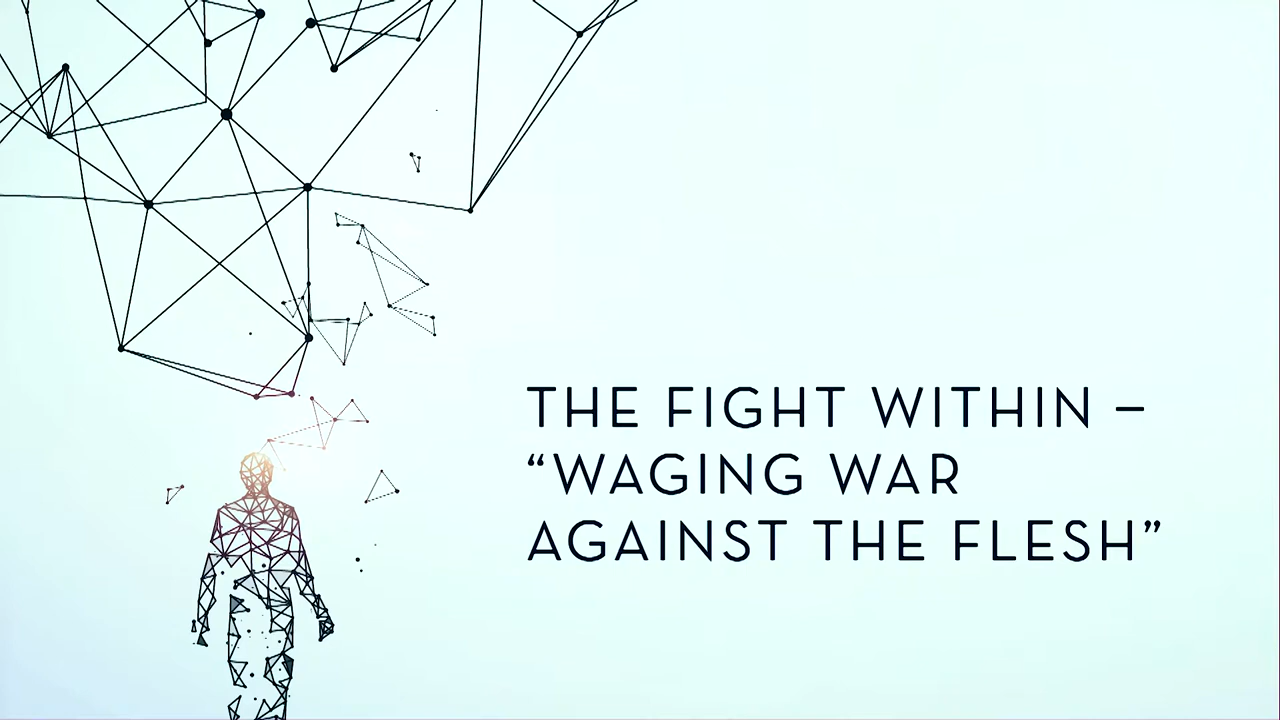 THE FIGHT WITHIN –
“WAGING WAR
AGAINST THE FLESH”